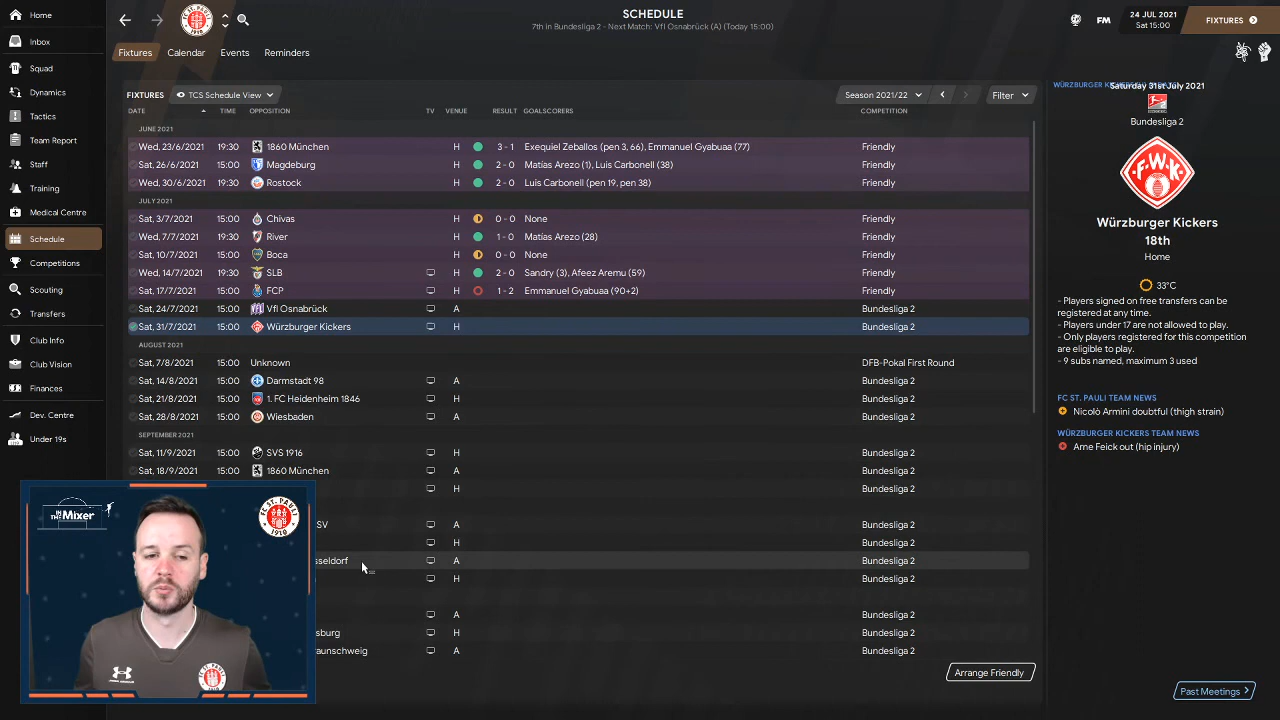 Home
Inbox
Squad
Dynamics
Tactics
Team Report
Staff
Training
Medical Centre
Schedule
Competitions
Scouting
Transfers
Club Info
Club Vision
Finances
Dev. Centre
Under 19s
SCHEDULE
7th in Bundesliga 2 - Next Match: Vfl Osnabrück (A) (Today 15:00)
FM
24 JUL 2021
Sat 15:00
FIXTURES
Fixtures Calendar Events Reminders
FIXTURES TCS Schedule View Season 2021/22 Filter
DATE TIME OPPOSITION TV VENUE RESULT GOALSCORERS COMPETITION
JUNE 2021
Wed, 23/6/2021 19:30 1860 München H 3 - 1 Exequiel Zeballos (pen 3, 66), Emmanuel Gyabuaa (77) Friendly
Sat, 26/6/2021 15:00 Magdeburg H 2 - 0 Matías Arezo (1), Luis Carbonell (38) Friendly
Wed, 30/6/2021 19:30 Rostock H 2 - 0 Luis Carbonell (pen 19, pen 38) Friendly
JULY 2021
Sat, 3/7/2021 15:00 Chivas H 0 - 0 None Friendly
Wed, 7/7/2021 19:30 River H 1 - 0 Matías Arezo (28) Friendly
Sat, 10/7/2021 15:00 Boca H 0 - 0 None Friendly
Wed, 14/7/2021 19:30 SLB H 2 - 0 Sandry (3), Afeez Aremu (59) Friendly
Sat, 17/7/2021 15:00 FCP H 1 - 2 Emmanuel Gyabuaa (90+2) Friendly
Sat, 24/7/2021 15:00 Vfl Osnabrück A Bundesliga 2
Sat, 31/7/2021 15:00 Würzburger Kickers H Bundesliga 2
AUGUST 2021
Sat, 7/8/2021 15:00 Unknown DFB-Pokal First Round
Sat, 14/8/2021 15:00 Darmstadt 98 A Bundesliga 2
Sat, 21/8/2021 15:00 1. FC Heidenheim 1846 H Bundesliga 2
Sat, 28/8/2021 15:00 Wiesbaden A Bundesliga 2
SEPTEMBER 2021
Sat, 11/9/2021 15:00 SVS 1916 H Bundesliga 2
Sat, 18/9/2021 15:00 1860 München A Bundesliga 2
H Bundesliga 2
SV A Bundesliga 2
H Bundesliga 2
sseldorf A Bundesliga 2
H Bundesliga 2
A Bundesliga 2
sburg H Bundesliga 2
aunschweig A Bundesliga 2
Arrange Friendly
Saturday 31st July 2021
Bundesliga 2
FWK
Würzburger Kickers
18th
Home
33°C
- Players signed on free transfers can be
registered at any time.
- Players under 17 are not allowed to play.
- Only players registered for this competition
are eligible to play.
- 9 subs named, maximum 3 used
FC ST. PAULI TEAM NEWS
Nicolò Armini doubtful (thigh strain)
WÜRZBURGER KICKERS TEAM NEWS
Arne Feick out (hip injury)
Past Meetings
IN THE Mixer
FC ST. PAULI
1910
UNDER ARMOUR